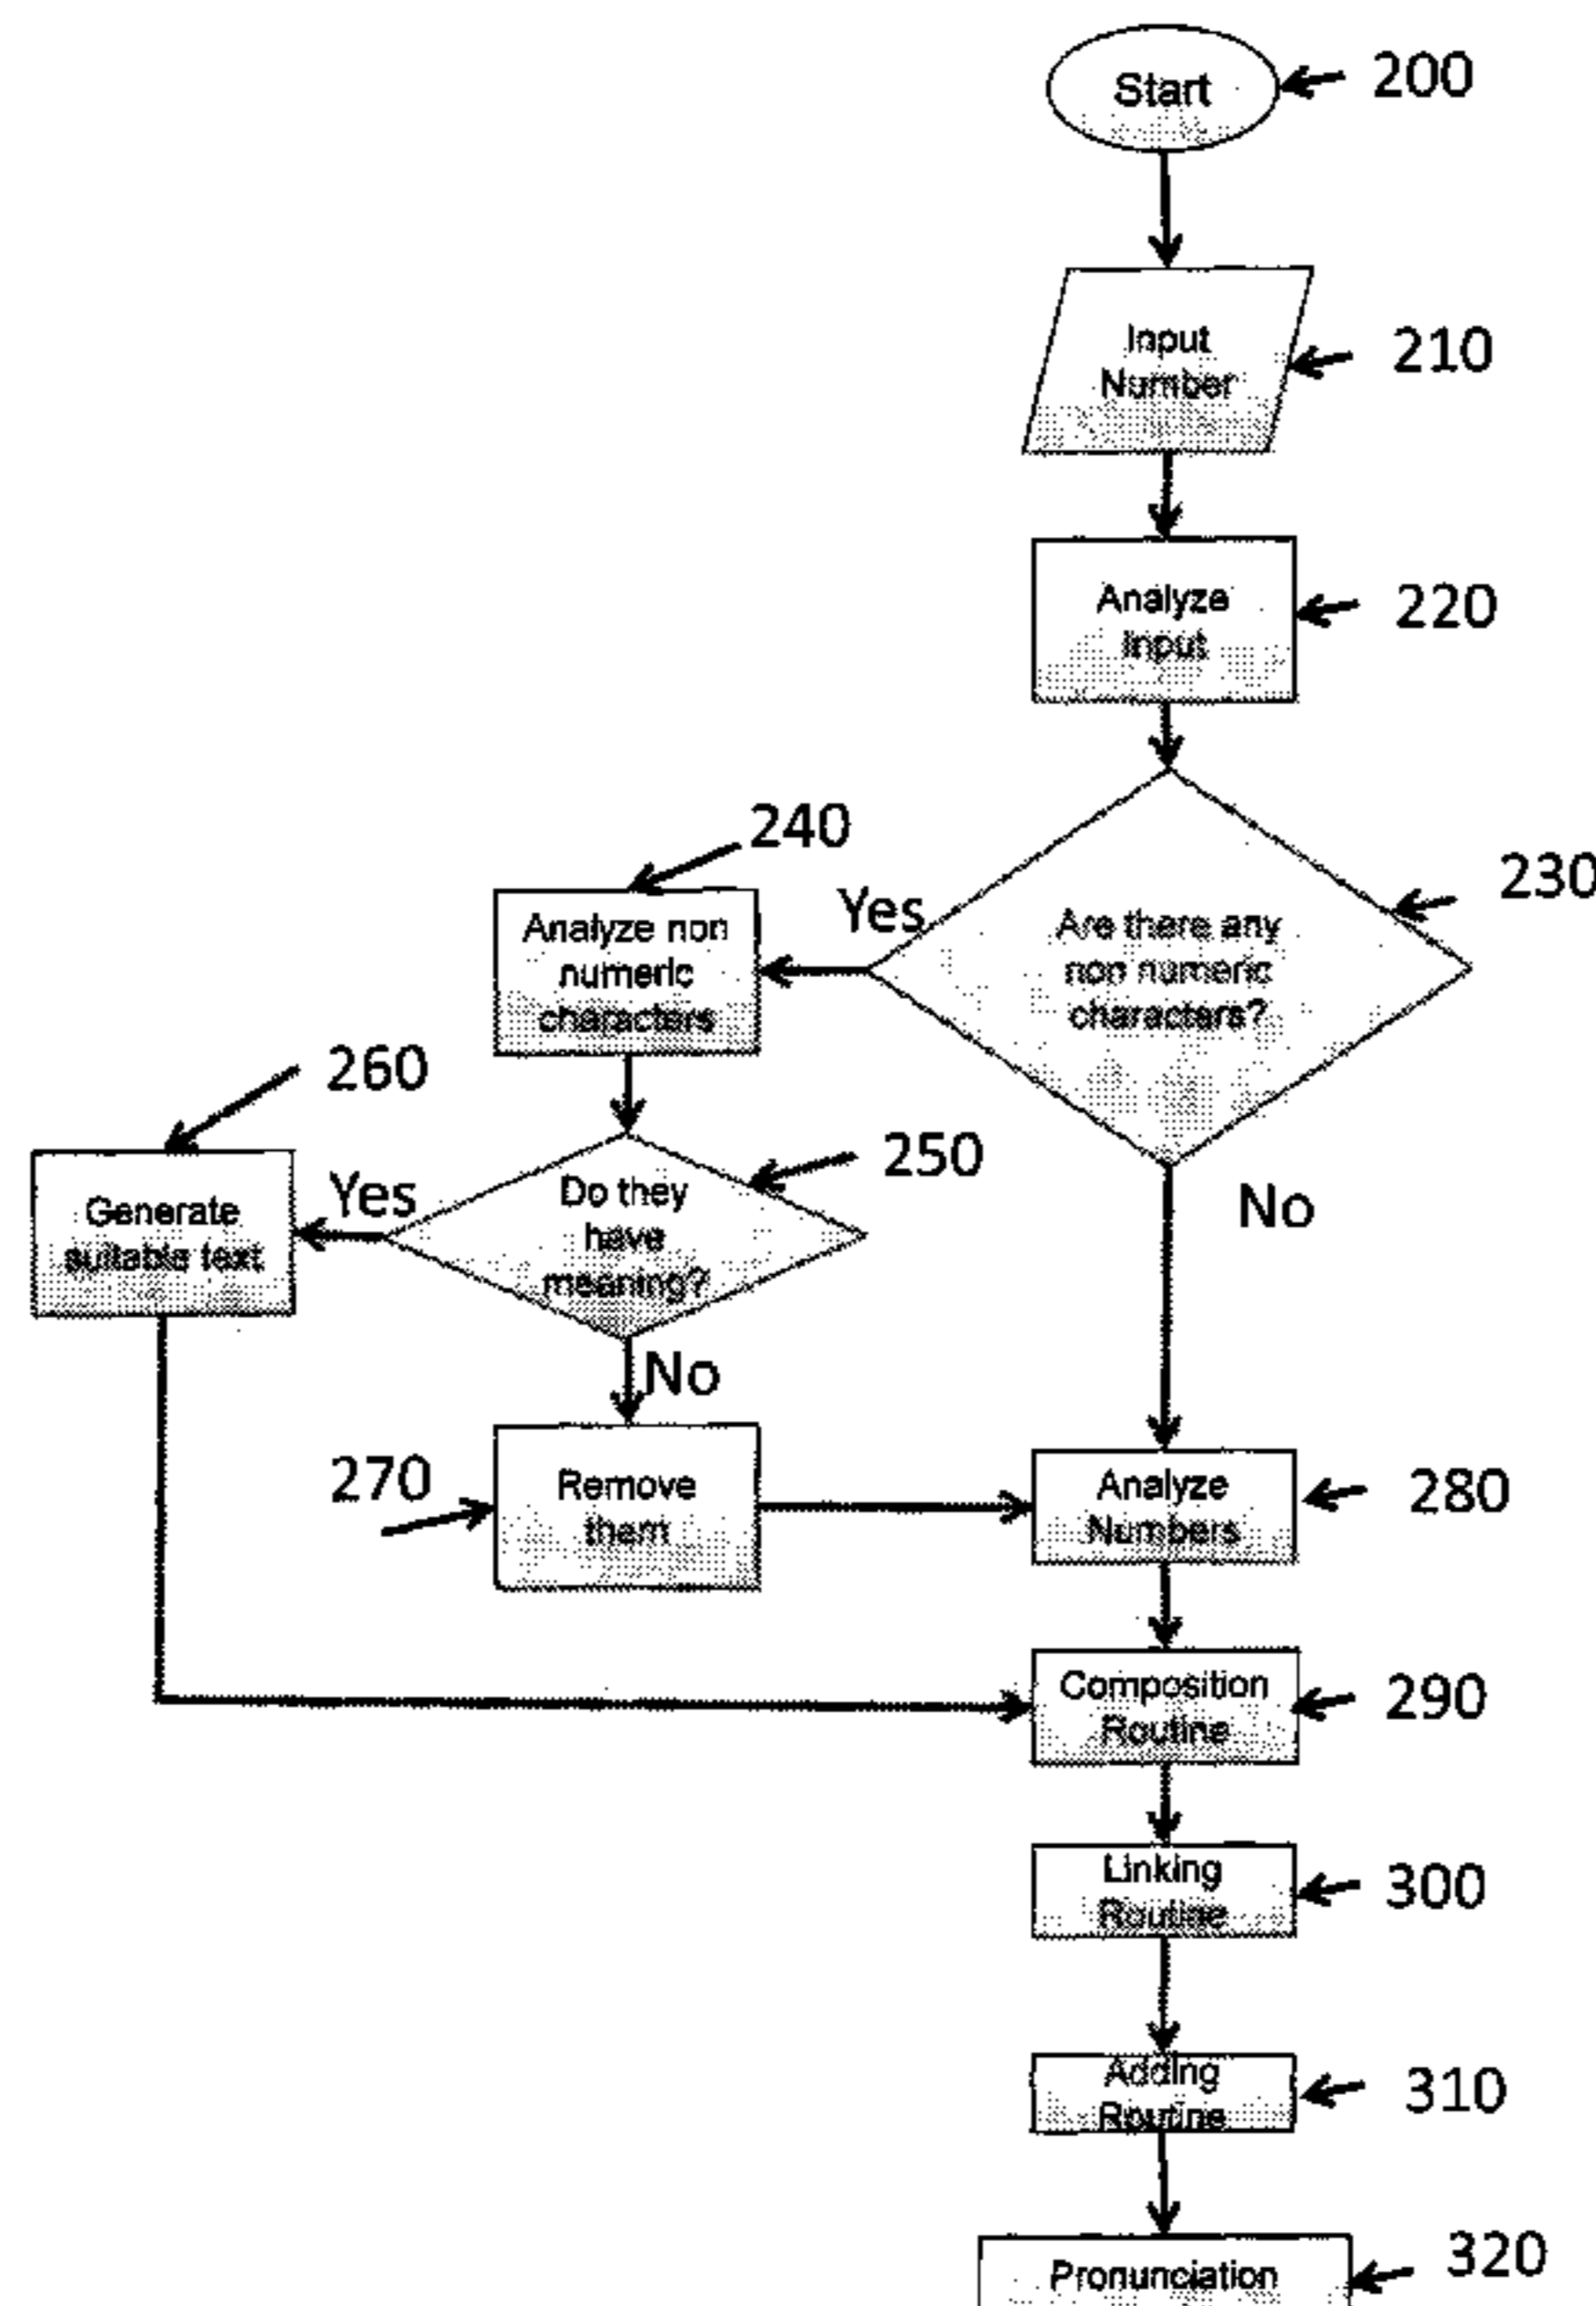 Start
200
Input
Number
210
Analyze
Input
220
240
230
Yes
Analyze non
numeric
characters
Are there any
non numeric
characters?
260
250
Yes
Generate
suitable text
Do they
have
meaning?
No
No
270
Remove
them
Analyze
Numbers
280
Composition
Routine
290
Linking
Routine
300
Adding
Routine
310
Pronunciation
320